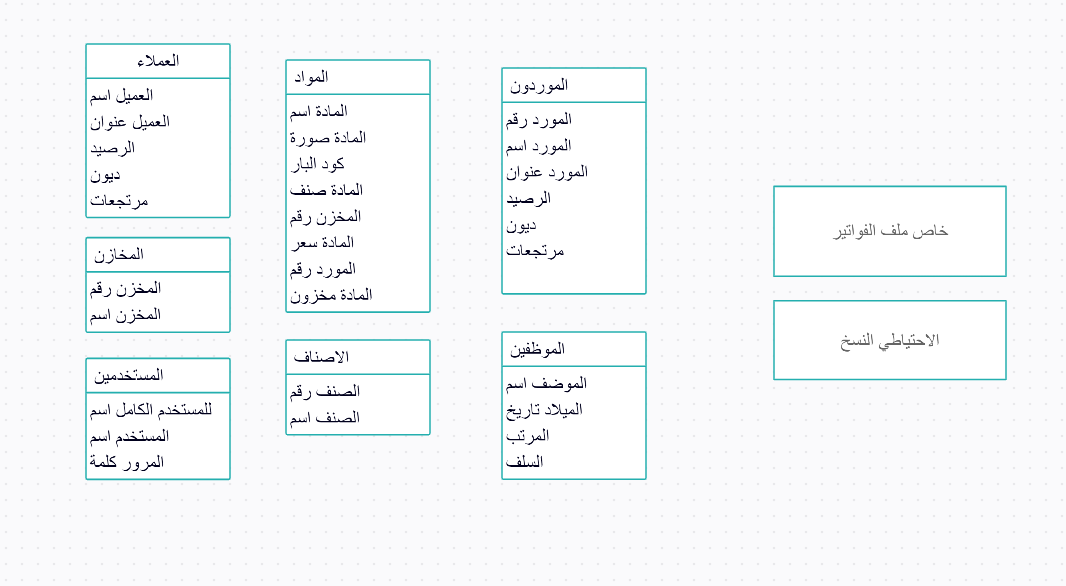 العملاء
العميل اسم
العميل عنوان
الرصيد
ديون
مرتجعات
المخازن
المخزن رقم
المخزن اسم
المستخدمين
للمستخدم الكامل اسم
المستخدم اسم
المرور كلمة
المواد
المادة اسم
المادة صورة
كود البار
المادة صنف
المخزن رقم
المادة سعر
المورد رقم
المادة مخزون
الاصناف
الصنف رقم
الصنف اسم
الموردون
المورد رقم
المورد اسم
المورد عنوان
الرصيد
ديون
مرتجعات
الموظفين
الموضف اسم
الميلاد تاريخ
المرتب
السلف
خاص ملف الفواتير
الاحتياطي النسخ